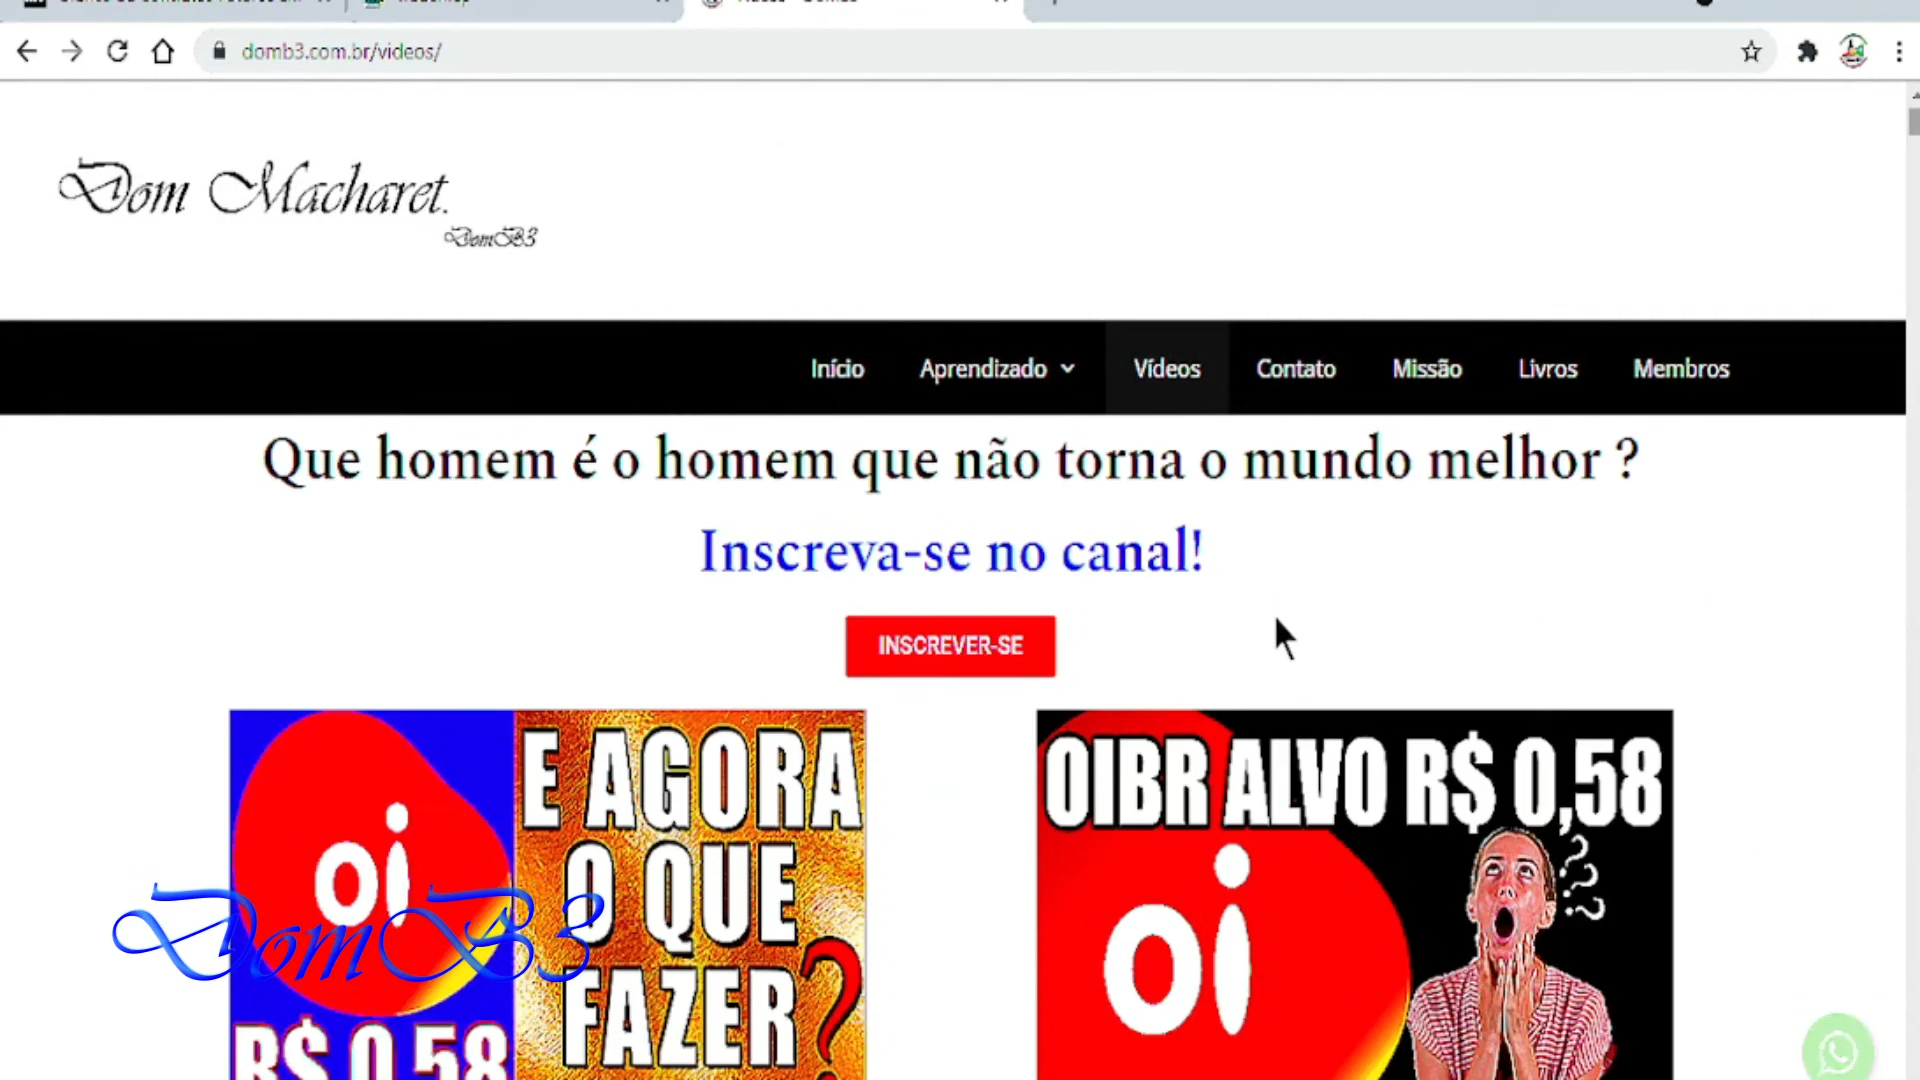 domb3.com.br/videos/
Dom Macharet.
DomB3
Início Aprendizado Vídeos Contato Missão Livros Membros
Que homem é o homem que não torna o mundo melhor ?
Inscreva-se no canal!
INSCREVER-SE
oi
E AGORA
O QUE
FAZER?
R$ 0,58
OIBR ALVO R$ 0,58
oi
???
DomB3